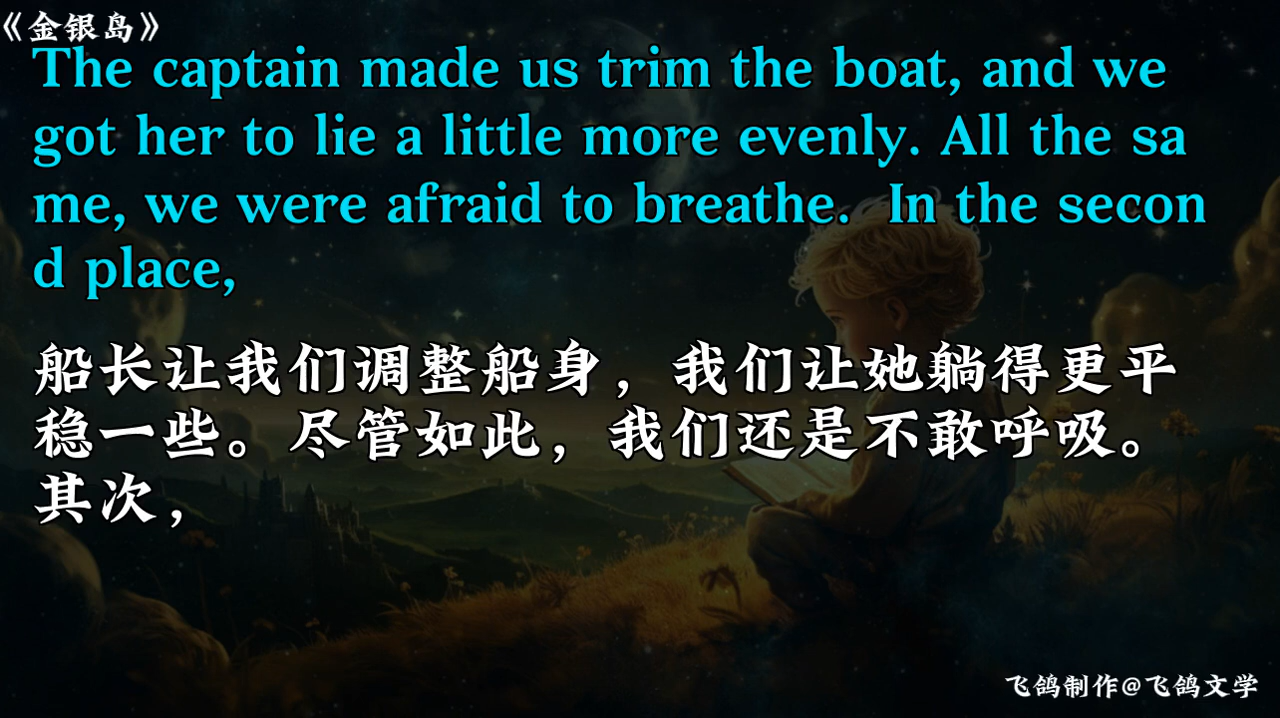 《金银岛》
The captain made us trim the boat, and we
got her to lie a little more evenly. All the sa
me, we were afraid to breathe.  In the secon
d place,
船长让我们调整船身，我们让她躺得更平
稳一些。尽管如此，我们还是不敢呼吸。
其次，
飞鸽制作@飞鸽文学